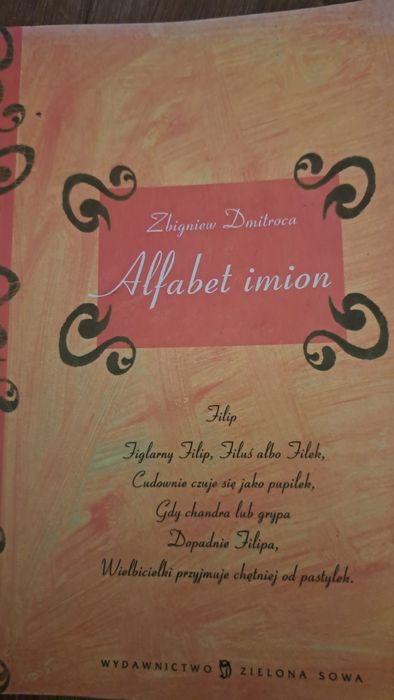 Zbigniew Dmitroca
Alfabet imion
Filip
Figlarny Filip, Filuś albo Filek,
Cudownie czuje się jako pupilek,
Gdy chandra lub grypa
Dopadnie Filipa,
Wielbicielki przyjmuje chętniej od pastylek.
WYDAWNICTWO ZIELONA SOWA